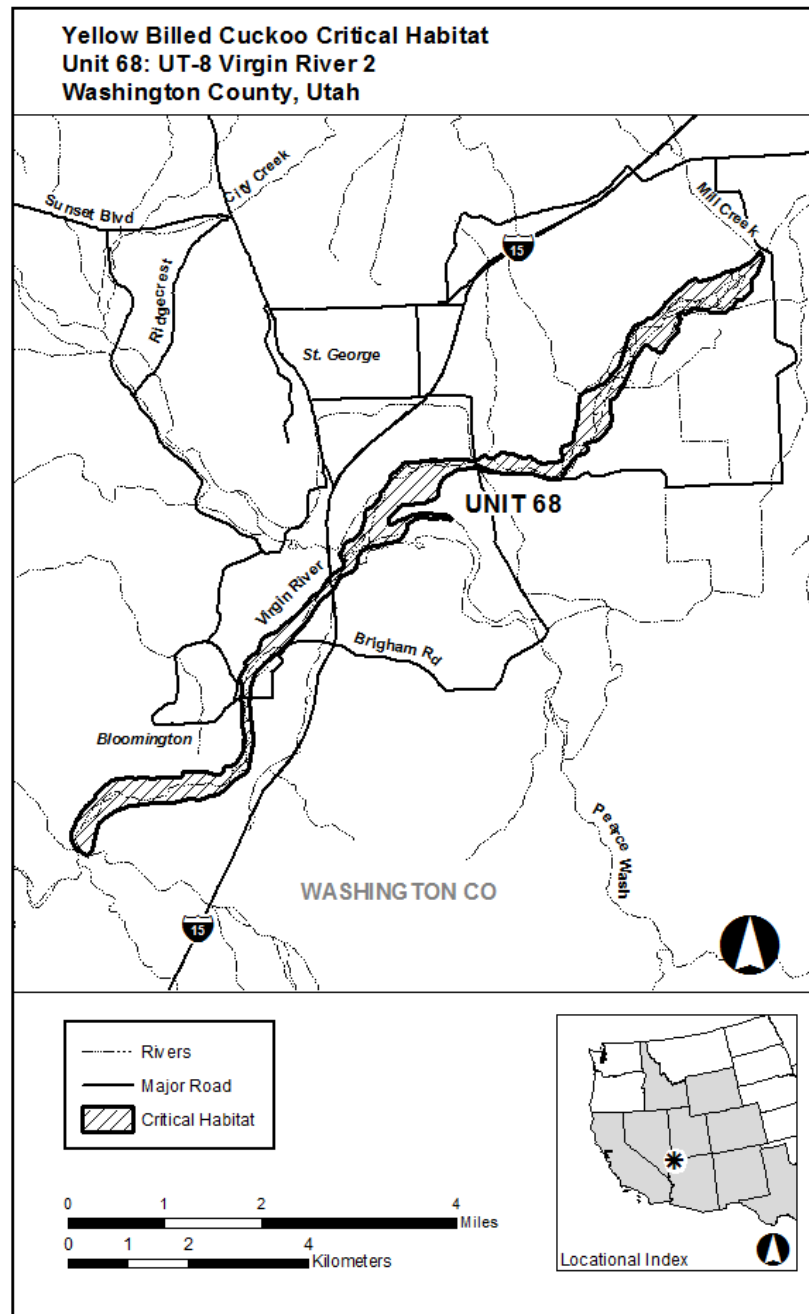 Yellow Billed Cuckoo Critical Habitat
Unit 68: UT-8 Virgin River 2
Washington County, Utah
City Creek
Sunset Blvd
Mill Creek
15
Ridgecrest
St. George
UNIT 68
Virgin River
Brigham Rd
Bloomington
Pearce Wash
WASHINGTON CO
15
Rivers
Major Road
Critical Habitat
0 1 2 4
Miles
0 1 2 4
Kilometers
Locational Index